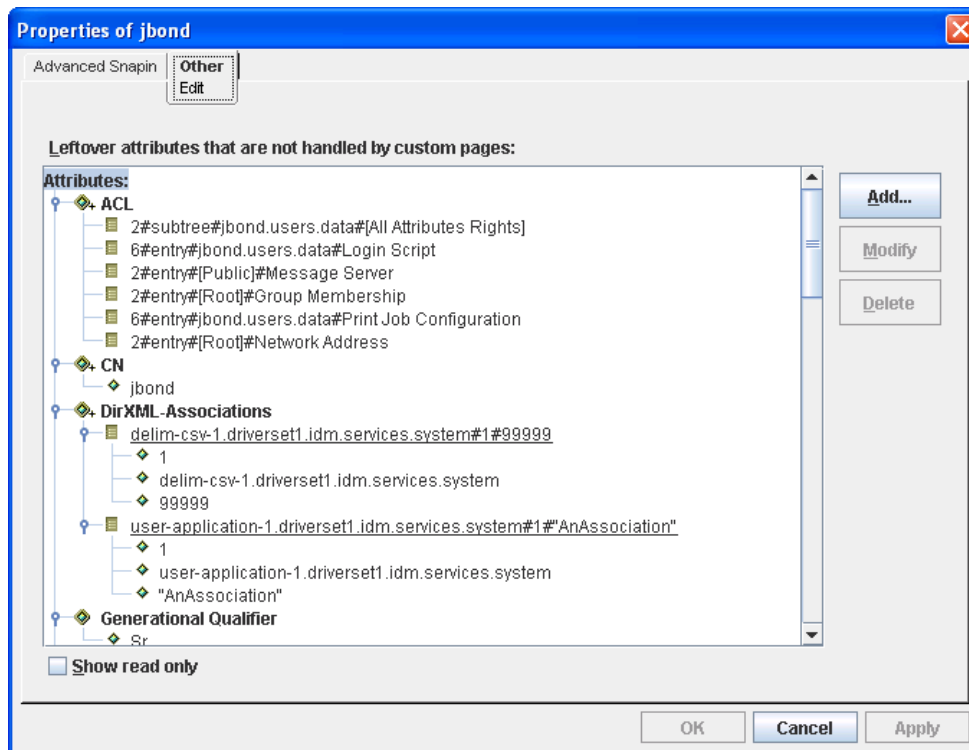 Properties of jbond
Advanced Snapin
Other
Edit
Leftover attributes that are not handled by custom pages:
Attributes:
ACL
2#subtree#jbond.users.data#[All Attributes Rights]
6#entry#jbond.users.data#Login Script
2#entry#[Public]#Message Server
2#entry#[Root]#Group Membership
6#entry#jbond.users.data#Print Job Configuration
2#entry#[Root]#Network Address
CN
jbond
DirXML-Associations
delim-csv-1.driverset1.idm.services.system#1#99999
1
delim-csv-1.driverset1.idm.services.system
99999
user-application-1.driverset1.idm.services.system#1#"AnAssociation"
1
user-application-1.driverset1.idm.services.system
"AnAssociation"
Generational Qualifier
Sr
Add...
Modify
Delete
Show read only
OK
Cancel
Apply